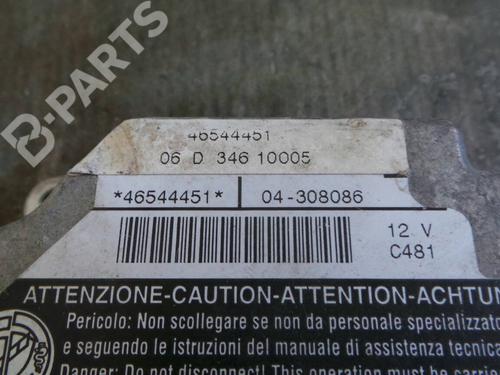 B-PARTS
46544451
06 D 346 10005
*46544451* 04-308086
12 V
C481
ATTENZIONE-CAUTION-ATTENTION-ACHTUN
Pericolo: Non scollegare se non da personale specializzato
e seguendo le istruzioni del manuale di assistenza tecnica
Danger: Do not disconnect! This operation must be carried